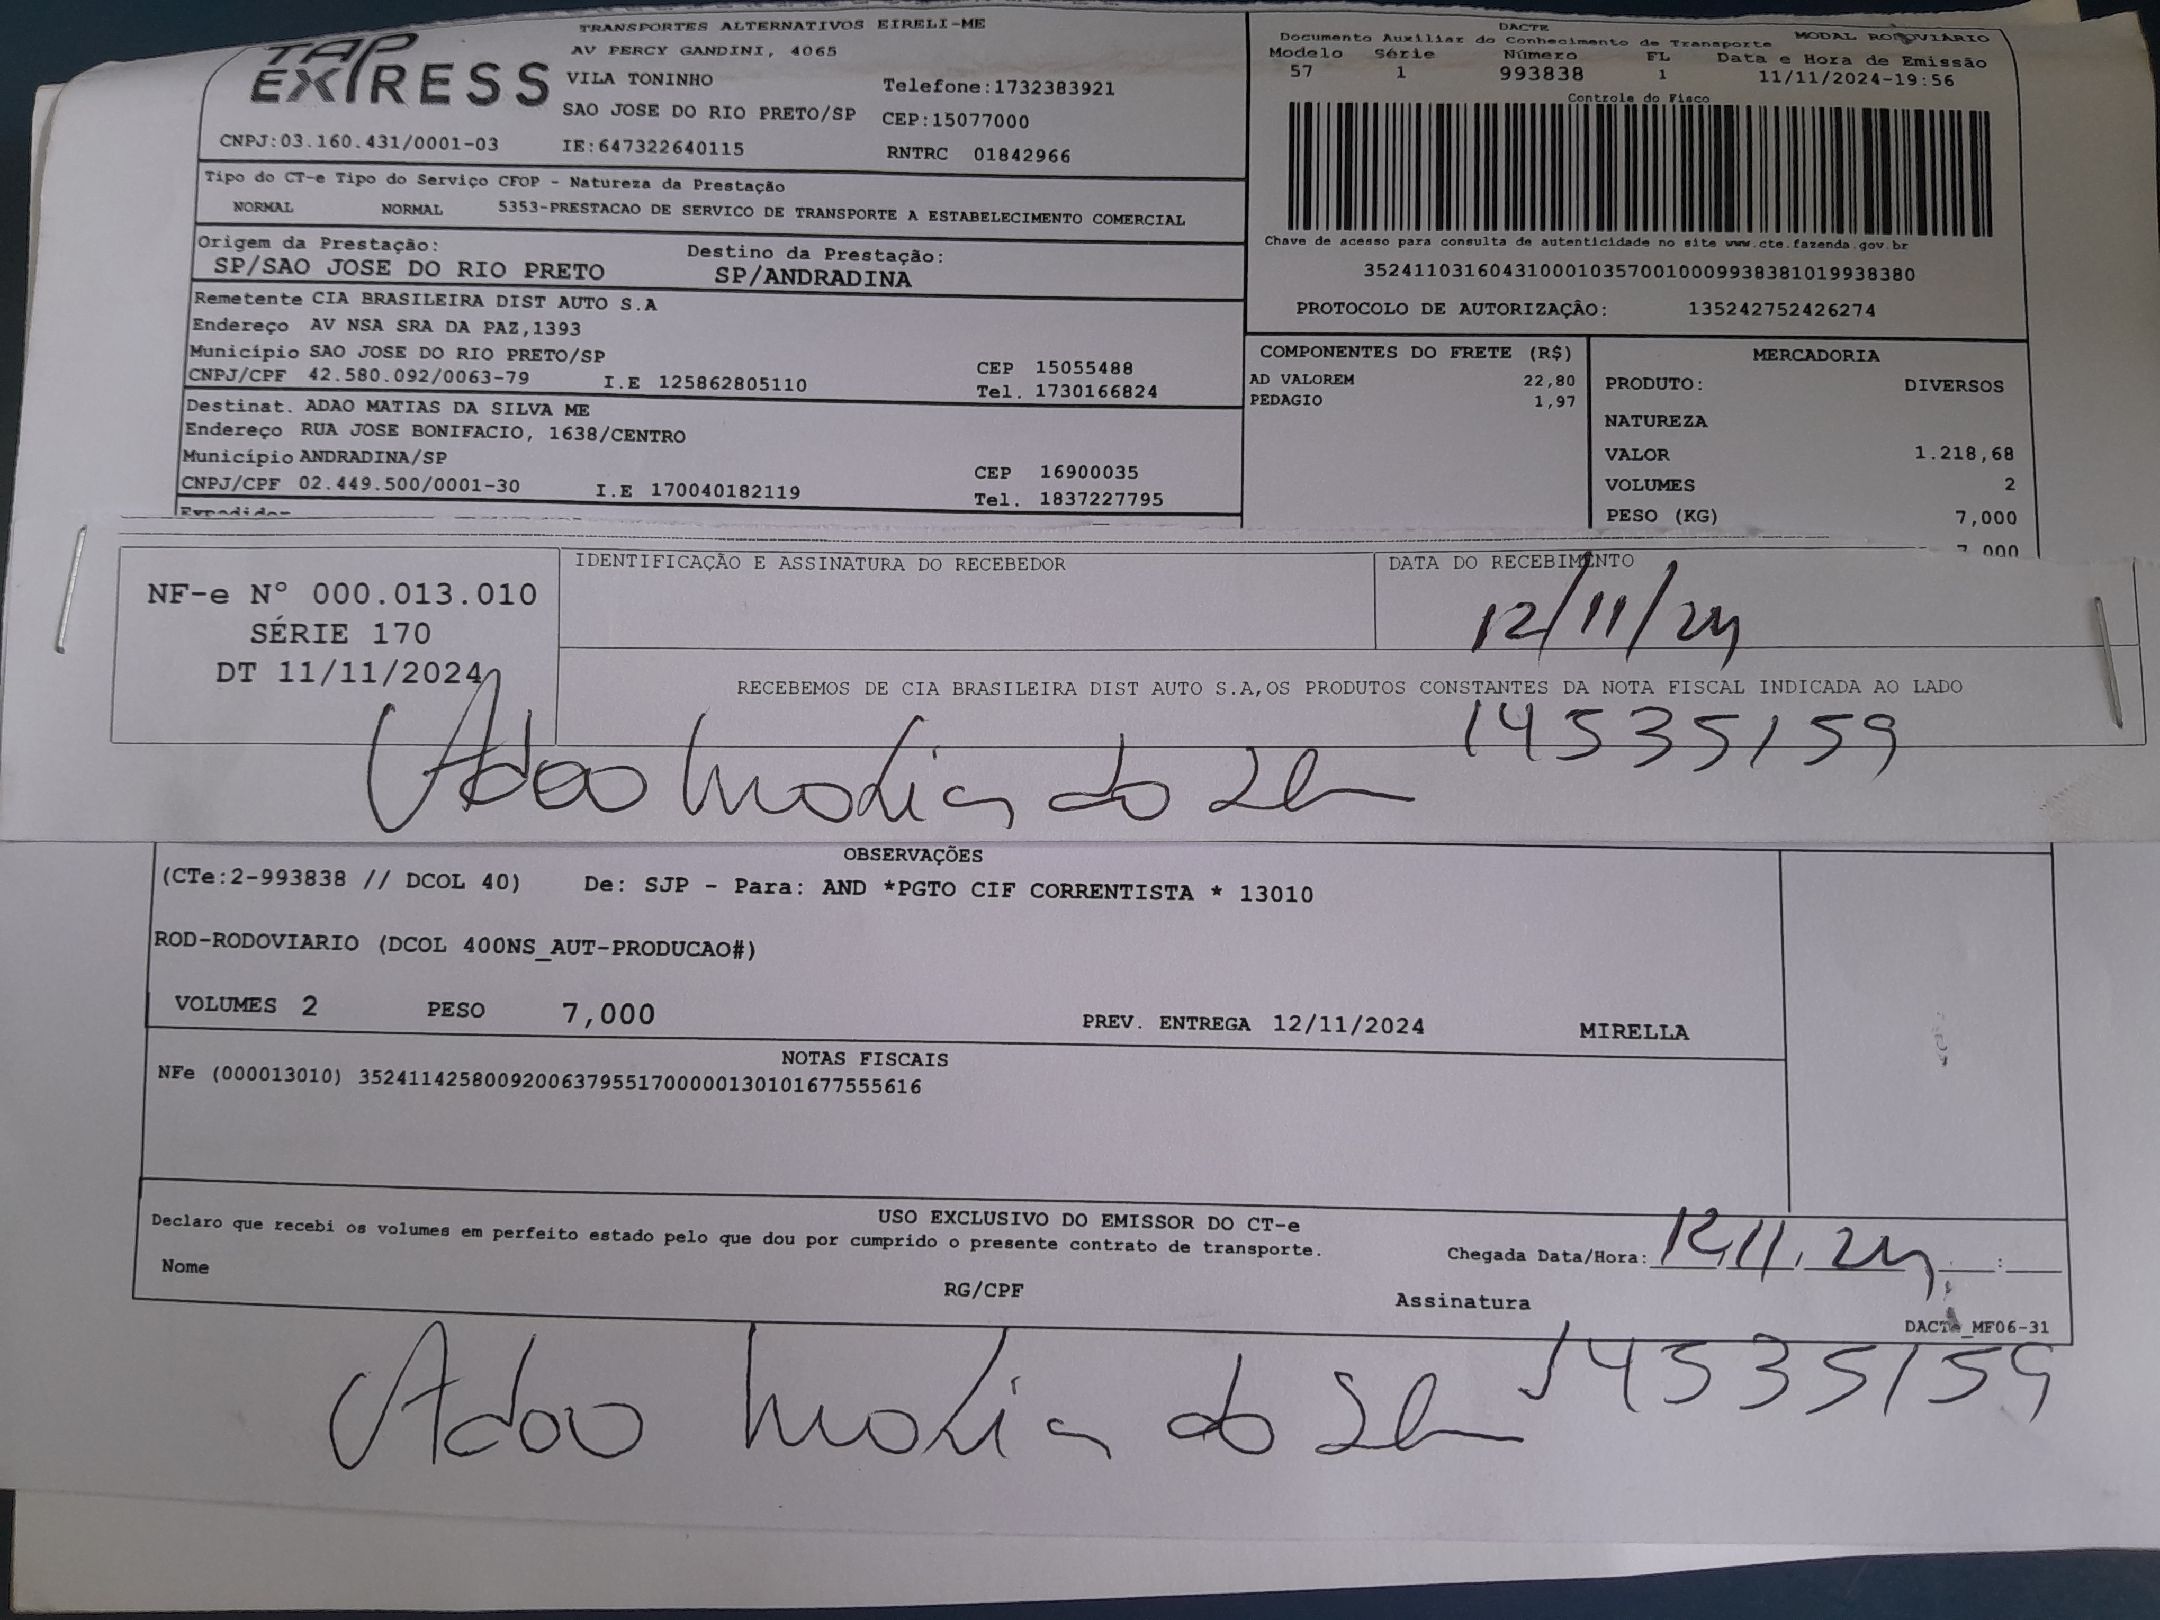 TAP EXPRESS
TRANSPORTES ALTERNATIVOS EIRELI-ME
AV PERCY GANDINI, 4065
VILA TONINHO
Telefone:1732383921
SAO JOSE DO RIO PRETO/SP CEP:15077000
CNPJ:03.160.431/0001-03 IE:647322640115 RNTRC 01842966
DACTE
Documento Auxiliar do Conhecimento de Transporte MODAL RODOVIÁRIO
Modelo Série Número FL Data e Hora de Emissão
57 1 993838 1 11/11/2024-19:56
Controle do Fisco
Chave de acesso para consulta de autenticidade no site www.cte.fazenda.gov.br
35241103160431000103570010009938381019938380
PROTOCOLO DE AUTORIZAÇÂO: 135242752426274
Tipo do CT-e Tipo do Serviço CFOP - Natureza da Prestação
NORMAL NORMAL 5353-PRESTACAO DE SERVICO DE TRANSPORTE A ESTABELECIMENTO COMERCIAL
Origem da Prestação: Destino da Prestação:
SP/SAO JOSE DO RIO PRETO SP/ANDRADINA
Remetente CIA BRASILEIRA DIST AUTO S.A
Endereço AV NSA SRA DA PAZ,1393
Município SAO JOSE DO RIO PRETO/SP CEP 15055488
CNPJ/CPF 42.580.092/0063-79 I.E 125862805110 Tel. 1730166824
Destinat. ADAO MATIAS DA SILVA ME
Endereço RUA JOSE BONIFACIO, 1638/CENTRO
Município ANDRADINA/SP CEP 16900035
CNPJ/CPF 02.449.500/0001-30 I.E 170040182119 Tel. 1837227795
COMPONENTES DO FRETE (R$)
AD VALOREM 22,80
PEDAGIO 1,97
MERCADORIA
PRODUTO: DIVERSOS
NATUREZA
VALOR 1.218,68
VOLUMES 2
PESO (KG) 7,000
NF-e Nº 000.013.010
SÉRIE 170
DT 11/11/2024
IDENTIFICAÇÃO E ASSINATURA DO RECEBEDOR
DATA DO RECEBIMENTO
12/11/24
RECEBEMOS DE CIA BRASILEIRA DIST AUTO S.A,OS PRODUTOS CONSTANTES DA NOTA FISCAL INDICADA AO LADO
14535159
Adao Matias da
OBSERVAÇÕES
(CTe:2-993838 // DCOL 40) De: SJP - Para: AND *PGTO CIF CORRENTISTA * 13010
ROD-RODOVIARIO (DCOL 400NS_AUT-PRODUCAO#)
VOLUMES 2 PESO 7,000 PREV. ENTREGA 12/11/2024 MIRELLA
NOTAS FISCAIS
NFe (000013010) 35241142580092006379551700000130101677555616
USO EXCLUSIVO DO EMISSOR DO CT-e
Declaro que recebi os volumes em perfeito estado pelo que dou por cumprido o presente contrato de transporte.
Chegada Data/Hora: 12.11.24 :
Nome RG/CPF Assinatura
DACTe_MF06-31
Adao Matias da 14535159